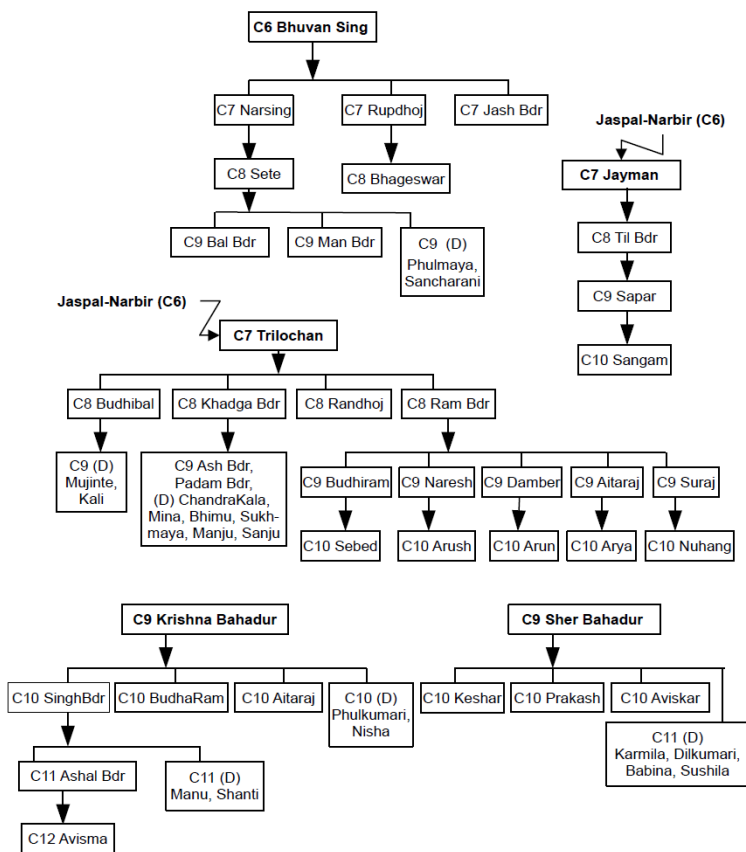 C6 Bhuvan Sing
C7 Narsing
C7 Rupdhoj
C7 Jash Bdr
C8 Sete
C8 Bhageswar
C9 Bal Bdr
C9 Man Bdr
C9 (D)
Phulmaya,
Sancharani
Jaspal-Narbir (C6)
C7 Jayman
C8 Til Bdr
C9 Sapar
C10 Sangam
Jaspal-Narbir (C6)
C7 Trilochan
C8 Budhibal
C8 Khadga Bdr
C8 Randhoj
C8 Ram Bdr
C9 (D)
Mujinte,
Kali
C9 Ash Bdr,
Padam Bdr,
(D) ChandraKala,
Mina, Bhimu, Sukh-
maya, Manju, Sanju
C9 Budhiram
C9 Naresh
C9 Damber
C9 Aitaraj
C9 Suraj
C10 Sebed
C10 Arush
C10 Arun
C10 Arya
C10 Nuhang
C9 Krishna Bahadur
C10 SinghBdr
C10 BudhaRam
C10 Aitaraj
C10 (D)
Phulkumari,
Nisha
C11 Ashal Bdr
C11 (D)
Manu, Shanti
C12 Avisma
C9 Sher Bahadur
C10 Keshar
C10 Prakash
C10 Aviskar
C11 (D)
Karmila, Dilkumari,
Babina, Sushila